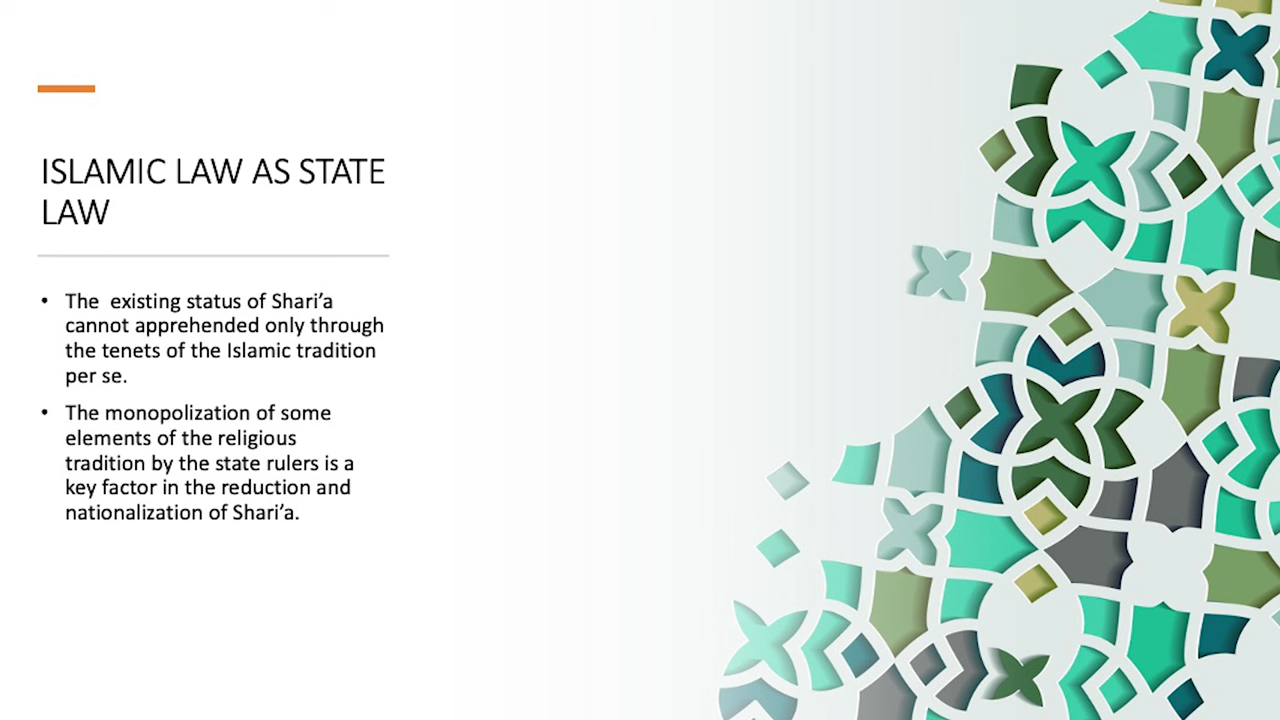 ISLAMIC LAW AS STATE
LAW
• The  existing status of Shari’a
cannot apprehended only through
the tenets of the Islamic tradition
per se.
• The monopolization of some
elements of the religious
tradition by the state rulers is a
key factor in the reduction and
nationalization of Shari’a.